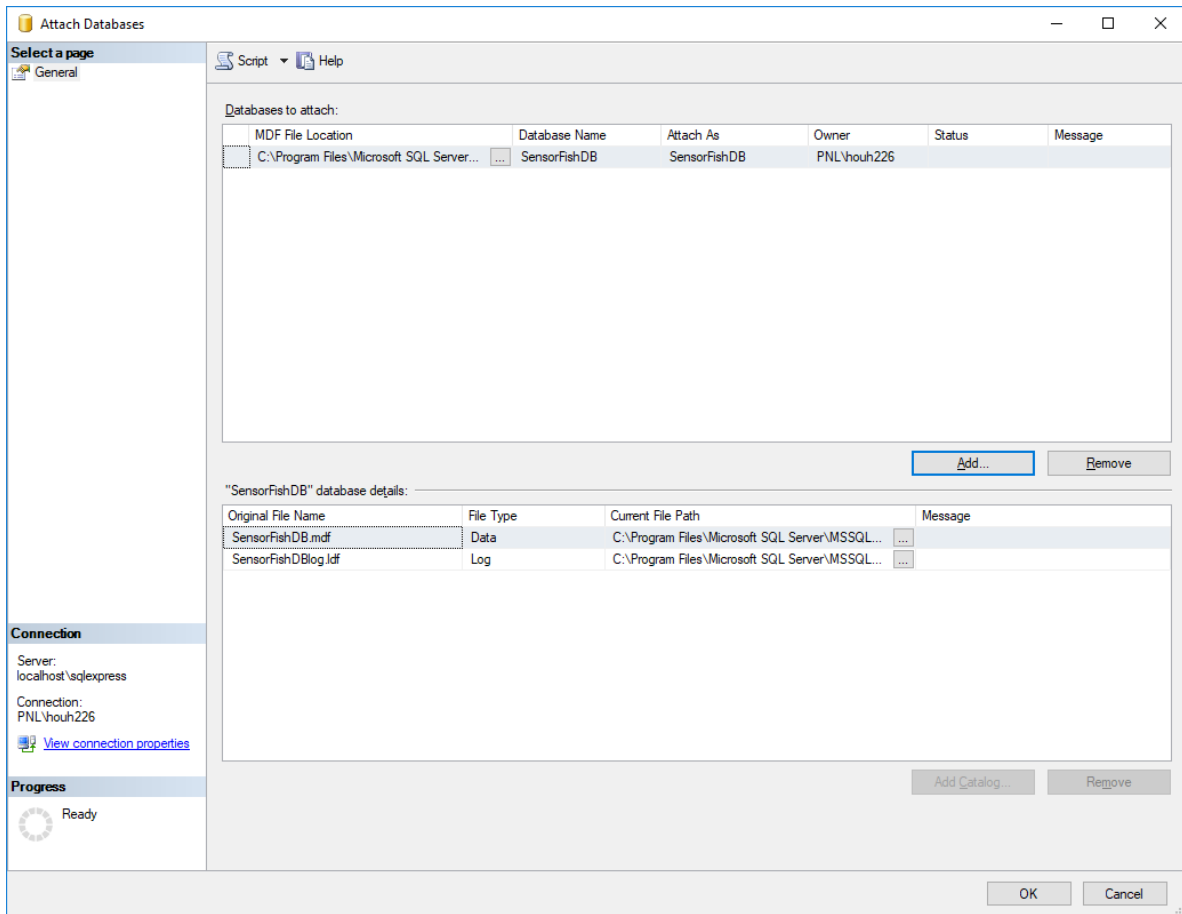 Attach Databases
Select a page
General
Script Help
Databases to attach:
MDF File Location Database Name Attach As Owner Status Message
C:\Program Files\Microsoft SQL Server... ... SensorFishDB SensorFishDB PNL\houh226
Add... Remove
"SensorFishDB" database details:
Original File Name File Type Current File Path Message
SensorFishDB.mdf Data C:\Program Files\Microsoft SQL Server\MSSQL... ...
SensorFishDBlog.ldf Log C:\Program Files\Microsoft SQL Server\MSSQL... ...
Connection
Server:
localhost\sqlexpress
Connection:
PNL\houh226
View connection properties
Add Catalog... Remove
Progress
Ready
OK Cancel